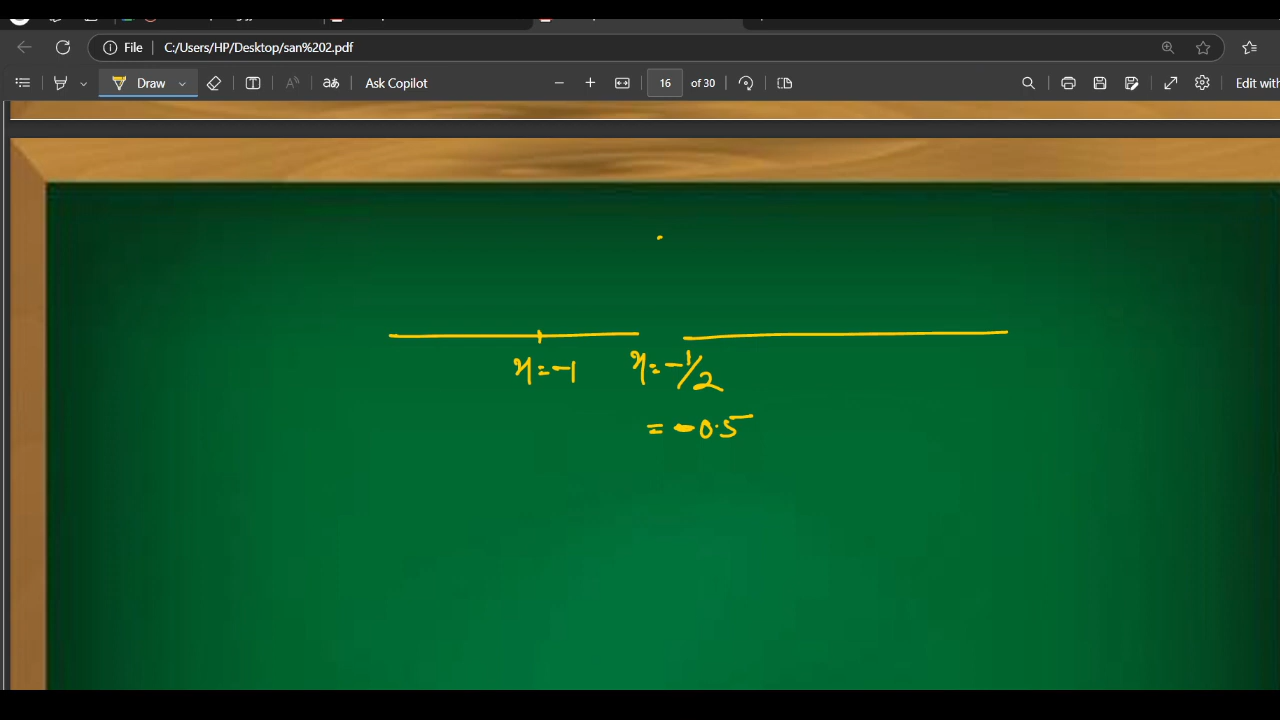 File | C:/Users/HP/Desktop/san%202.pdf
Draw Ask Copilot 16 of 30 Edit with
x=-1 x=-1/2
= -0.5